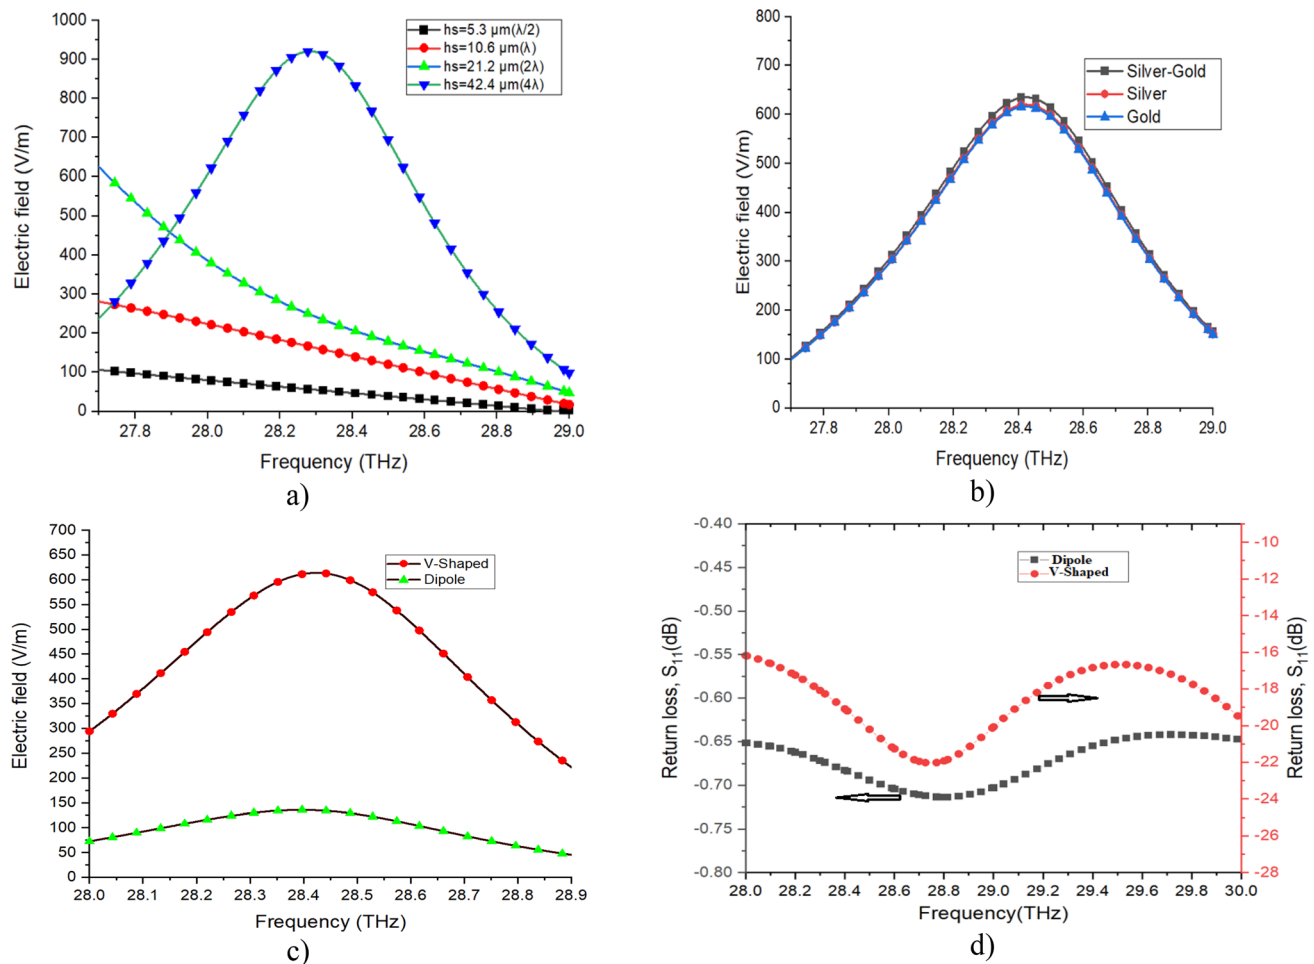 hs=5.3 µm(λ/2)
hs=10.6 µm(λ)
hs=21.2 µm(2λ)
hs=42.4 µm(4λ)
1000
900
800
700
600
500
400
300
200
100
0
Electric field (V/m)
27.8 28.0 28.2 28.4 28.6 28.8 29.0
Frequency (THz)
a)
Silver-Gold
Silver
Gold
800
700
600
500
400
300
200
100
0
Electric field (V/m)
27.8 28.0 28.2 28.4 28.6 28.8 29.0
Frequency (THz)
b)
V-Shaped
Dipole
700
650
600
550
500
450
400
350
300
250
200
150
100
50
0
Electric field (V/m)
28.0 28.1 28.2 28.3 28.4 28.5 28.6 28.7 28.8 28.9
Frequency (THz)
c)
Dipole
V-Shaped
-0.40
-0.45
-0.50
-0.55
-0.60
-0.65
-0.70
-0.75
-0.80
Return loss, S11(dB)
-10
-12
-14
-16
-18
-20
-22
-24
-26
-28
Return loss, S11(dB)
28.0 28.2 28.4 28.6 28.8 29.0 29.2 29.4 29.6 29.8 30.0
Frequency(THz)
d)